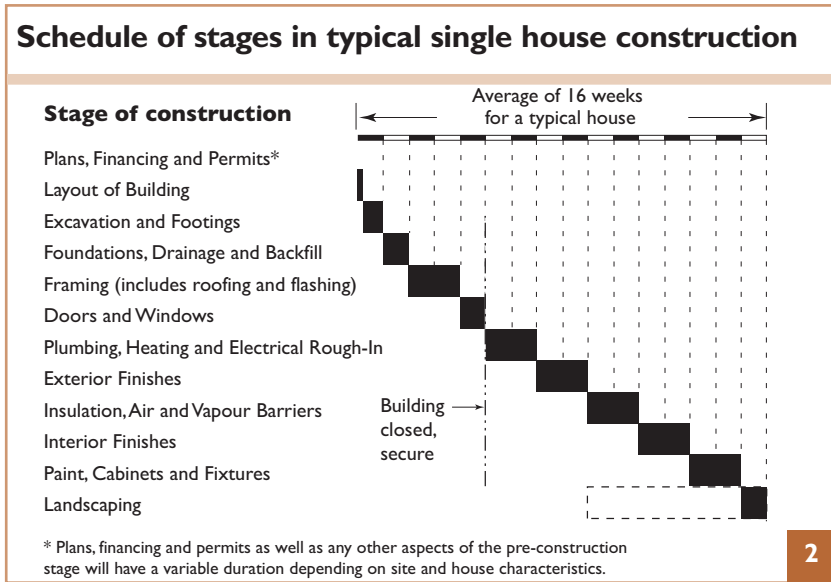 Schedule of stages in typical single house construction
Stage of construction
Average of 16 weeks
for a typical house
Plans, Financing and Permits*
Layout of Building
Excavation and Footings
Foundations, Drainage and Backfill
Framing (includes roofing and flashing)
Doors and Windows
Plumbing, Heating and Electrical Rough-In
Exterior Finishes
Insulation, Air and Vapour Barriers
Building
closed,
secure
Interior Finishes
Paint, Cabinets and Fixtures
Landscaping
* Plans, financing and permits as well as any other aspects of the pre-construction
stage will have a variable duration depending on site and house characteristics.
2